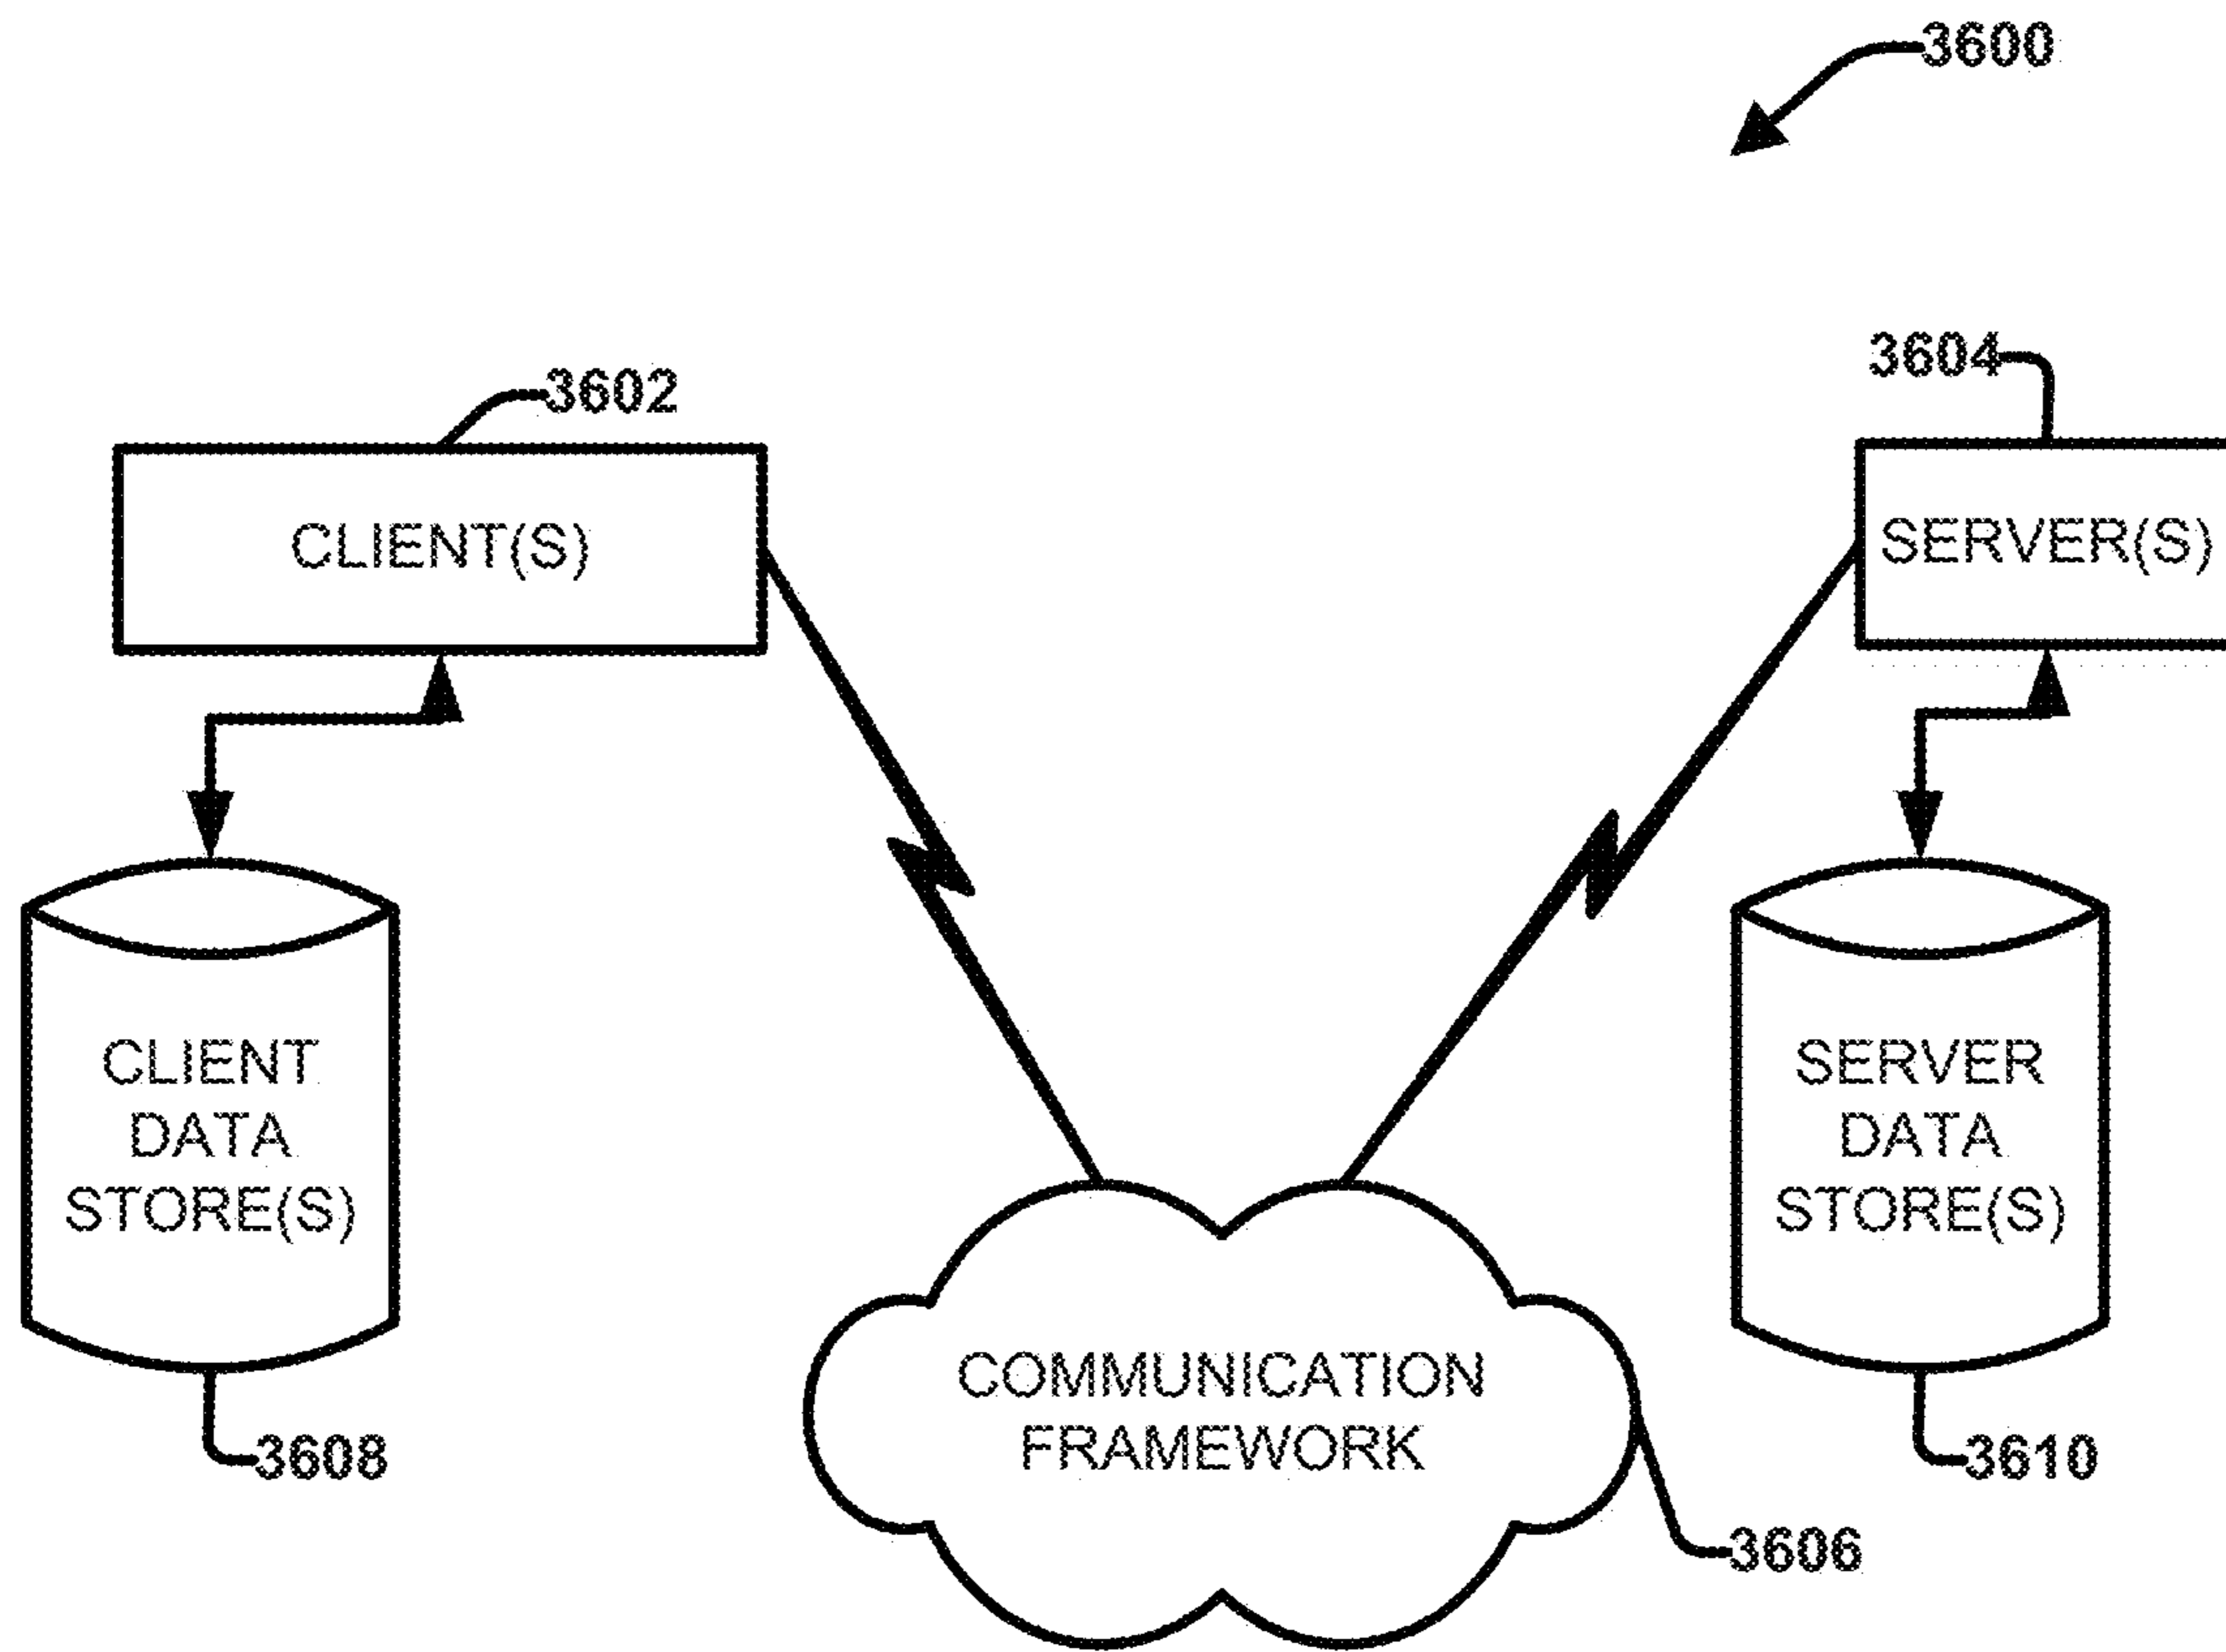 3600
3602
3604
CLIENT(S)
SERVER(S)
CLIENT
DATA
STORE(S)
SERVER
DATA
STORE(S)
COMMUNICATION
FRAMEWORK
3608
3610
3606